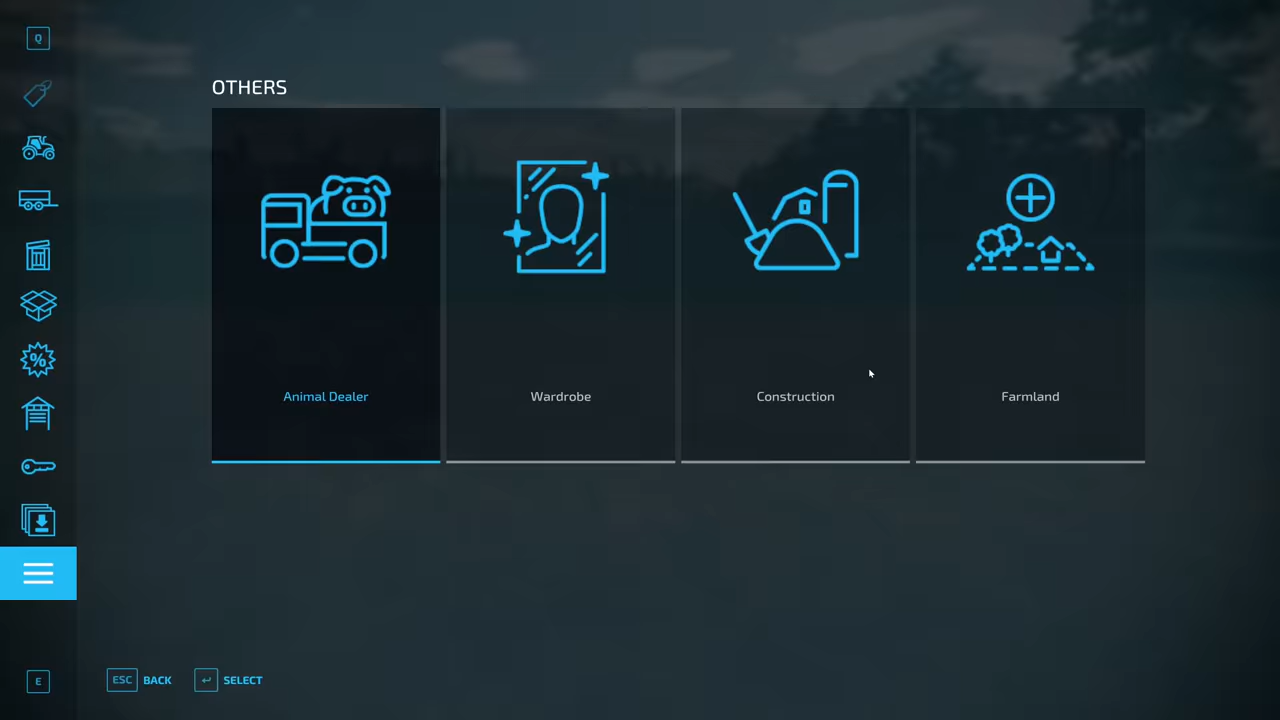 Q
OTHERS
%
Animal Dealer
Wardrobe
Construction
Farmland
E
ESC BACK
SELECT